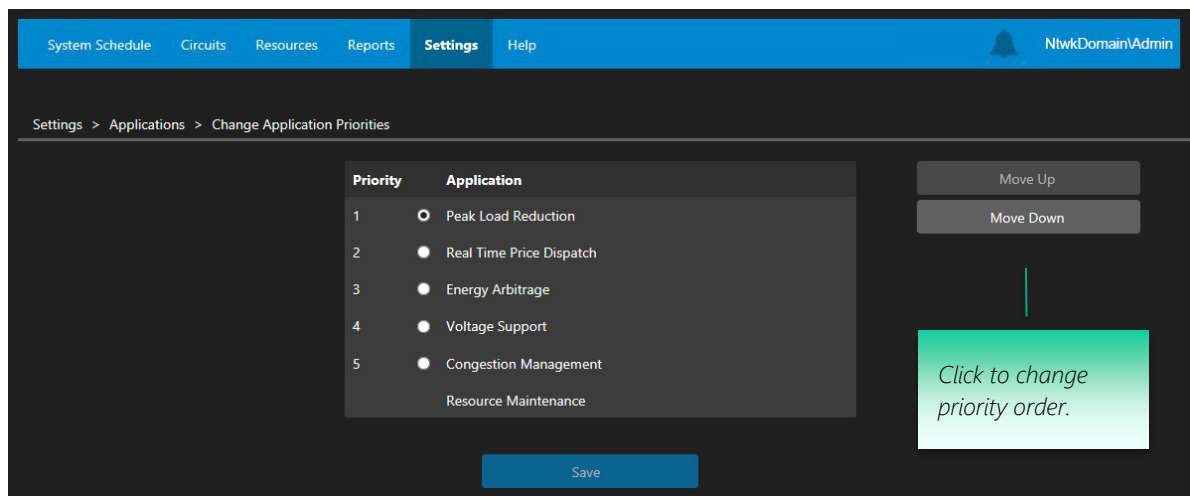 System Schedule Circuits Resources Reports Settings Help NtwkDomain\Admin
Settings > Applications > Change Application Priorities
Priority Application
1 Peak Load Reduction
2 Real Time Price Dispatch
3 Energy Arbitrage
4 Voltage Support
5 Congestion Management
Resource Maintenance
Move Up
Move Down
Click to change
priority order.
Save